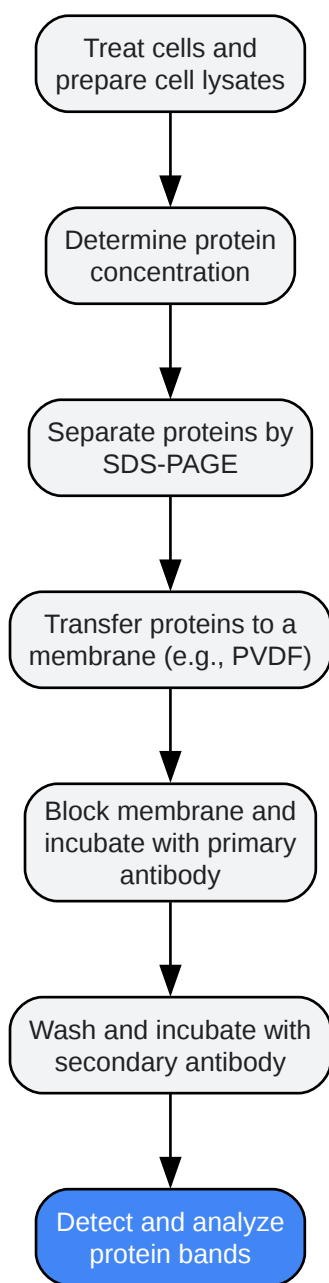 Treat cells and
prepare cell lysates
Determine protein
concentration
Separate proteins by
SDS-PAGE
Transfer proteins to a
membrane (e.g., PVDF)
Block membrane and
incubate with primary
antibody
Wash and incubate with
secondary antibody
Detect and analyze
protein bands